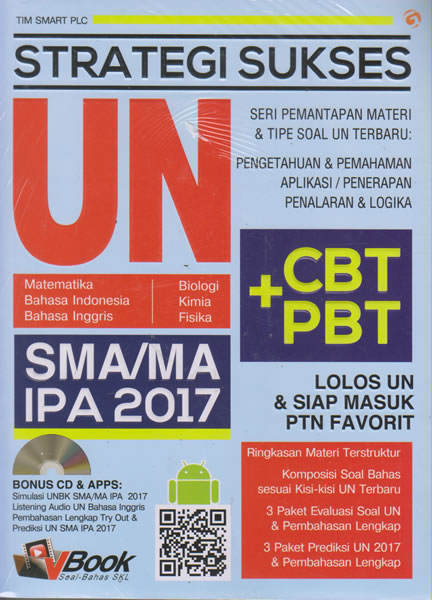 TIM SMART PLC
STRATEGI SUKSES
UN
SERI PEMANTAPAN MATERI
& TIPE SOAL UN TERBARU:
PENGETAHUAN & PEMAHAMAN
APLIKASI / PENERAPAN
PENALARAN & LOGIKA
Matematika
Bahasa Indonesia
Bahasa Inggris
Biologi
Kimia
Fisika
+CBT
PBT
SMA/MA
IPA 2017
LOLOS UN
& SIAP MASUK
PTN FAVORIT
Ringkasan Materi Terstruktur
Komposisi Soal Bahas
sesuai Kisi-kisi UN Terbaru
3 Paket Evaluasi Soal UN
& Pembahasan Lengkap
3 Paket Prediksi UN 2017
& Pembahasan Lengkap
BONUS CD & APPS:
Simulasi UNBK SMA/MA IPA 2017
Listening Audio UN Bahasa Inggris
Pembahasan Lengkap Try Out &
Prediksi UN SMA IPA 2017
VBook
Soal-Bahas SKL